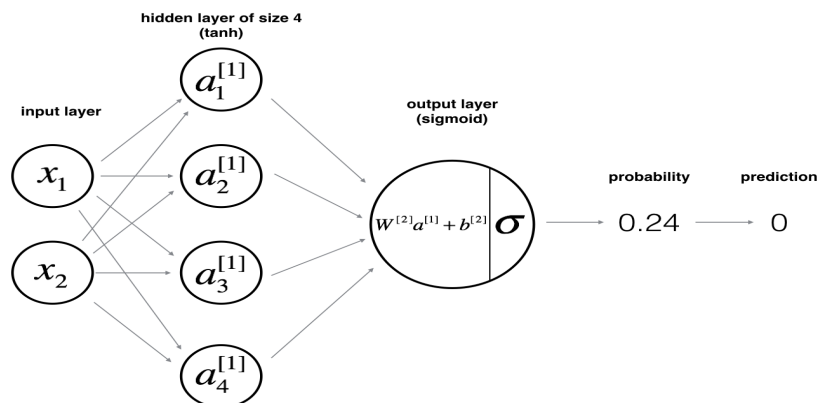 hidden layer of size 4
(tanh)
input layer
x₁
x₂
a₁^[1]
a₂^[1]
a₃^[1]
a₄^[1]
output layer
(sigmoid)
W^[2]a^[1] + b^[2]
σ
probability
0.24
prediction
0